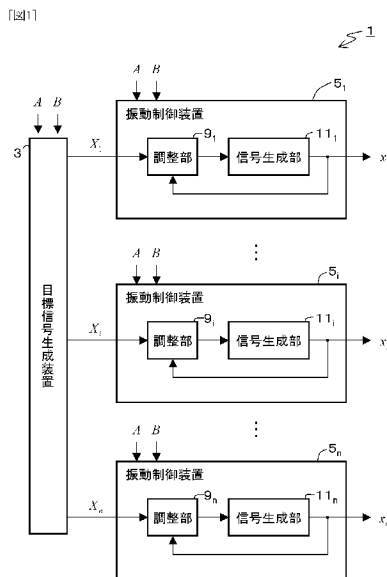 [図1]
1
A B
3
目標信号生成装置
A B
5₁
振動制御装置
X₁
9₁
調整部
11₁
信号生成部
x
⋮
A B
5ᵢ
振動制御装置
Xᵢ
9ᵢ
調整部
11ᵢ
信号生成部
x
⋮
A B
5ₙ
振動制御装置
Xₙ
9ₙ
調整部
11ₙ
信号生成部
x